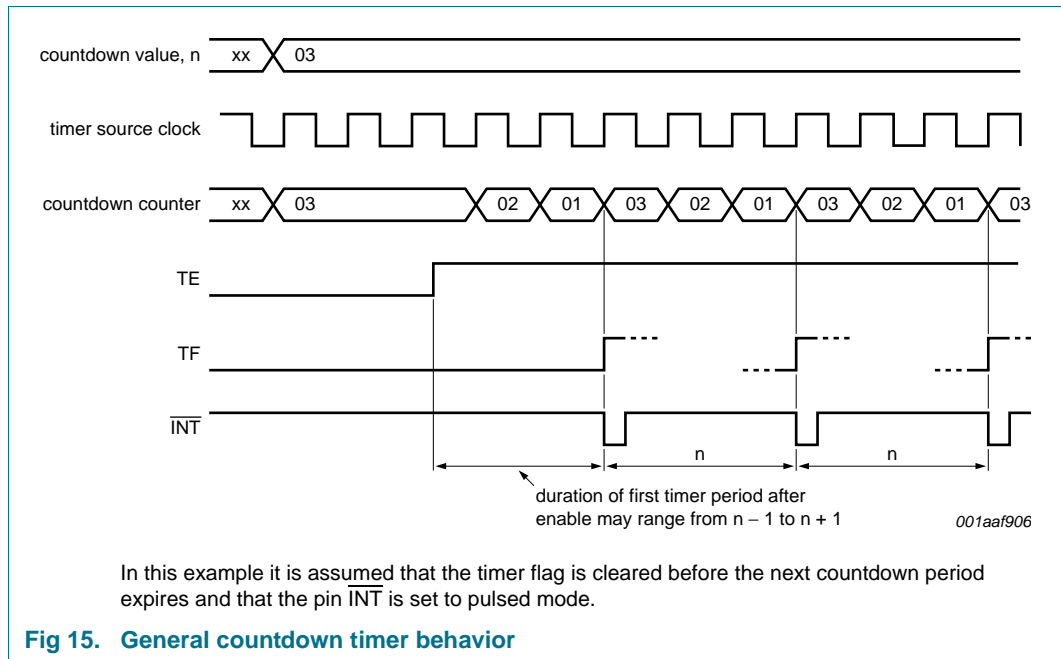 countdown value, n xx 03
timer source clock
countdown counter xx 03 02 01 03 02 01 03 02 01 03
TE
TF
INT
n n
duration of first timer period after
enable may range from n − 1 to n + 1
001aaf906
In this example it is assumed that the timer flag is cleared before the next countdown period
expires and that the pin INT is set to pulsed mode.
Fig 15. General countdown timer behavior